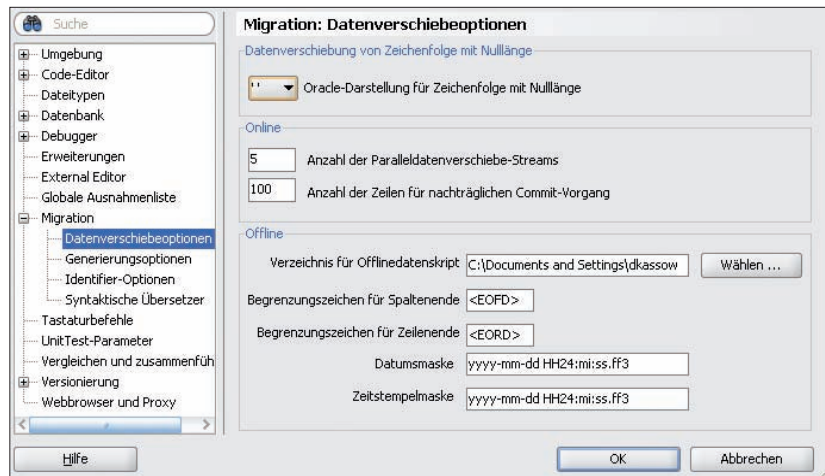 Suche
Umgebung
Code-Editor
Dateitypen
Datenbank
Debugger
Erweiterungen
External Editor
Globale Ausnahmenliste
Migration
Datenverschiebeoptionen
Generierungsoptionen
Identifier-Optionen
Syntaktische Übersetzer
Tastaturbefehle
UnitTest-Parameter
Vergleichen und zusammenfüh
Versionierung
Webbrowser und Proxy
Migration: Datenverschiebeoptionen
Datenverschiebung von Zeichenfolge mit Nulllänge
' ' Oracle-Darstellung für Zeichenfolge mit Nulllänge
Online
5 Anzahl der Paralleldatenverschiebe-Streams
100 Anzahl der Zeilen für nachträglichen Commit-Vorgang
Offline
Verzeichnis für Offlinedatenskript C:\Documents and Settings\dkassow Wählen ...
Begrenzungszeichen für Spaltenende <EOFD>
Begrenzungszeichen für Zeilenende <EORD>
Datumsmaske yyyy-mm-dd HH24:mi:ss.ff3
Zeitstempelmaske yyyy-mm-dd HH24:mi:ss.ff3
Hilfe OK Abbrechen